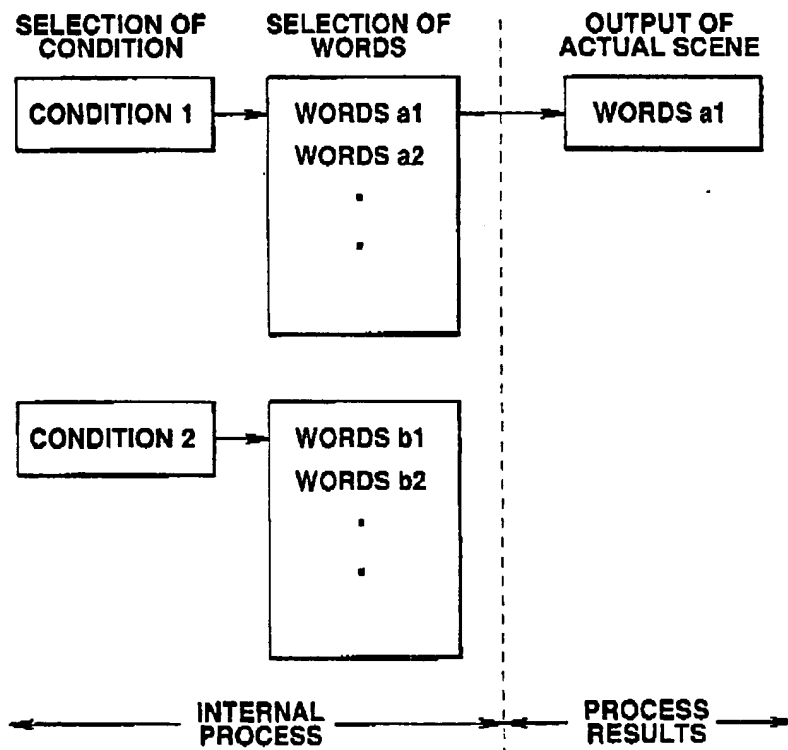 SELECTION OF
CONDITION
SELECTION OF
WORDS
OUTPUT OF
ACTUAL SCENE
CONDITION 1
WORDS a1
WORDS a2
WORDS a1
CONDITION 2
WORDS b1
WORDS b2
INTERNAL
PROCESS
PROCESS
RESULTS